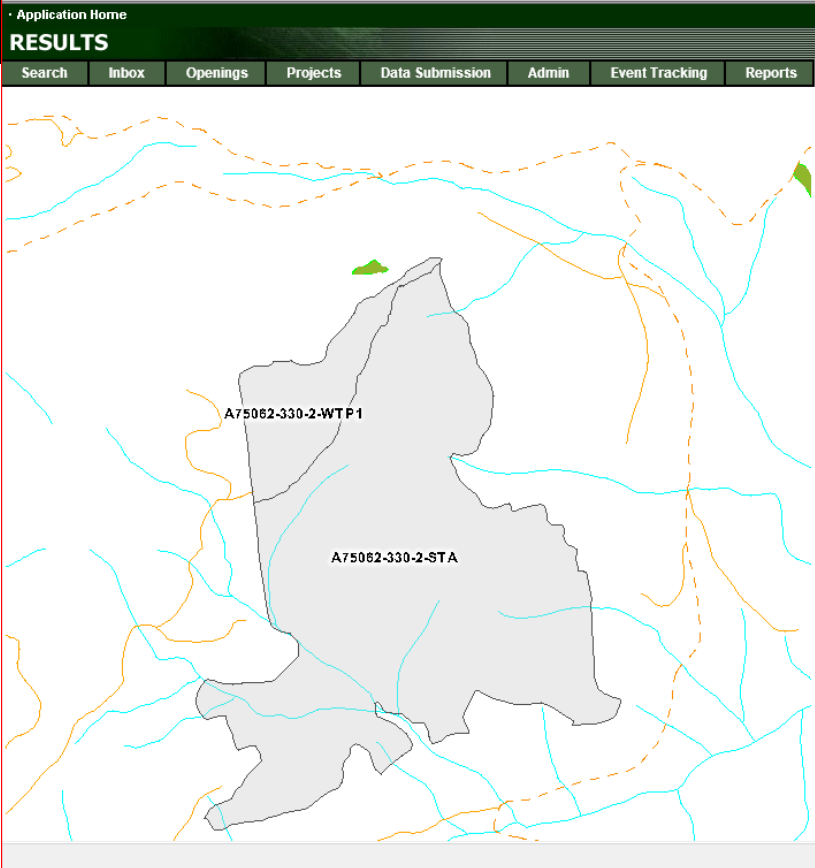 · Application Home
RESULTS
Search Inbox Openings Projects Data Submission Admin Event Tracking Reports
A75062-330-2-WTP1
A75062-330-2-STA